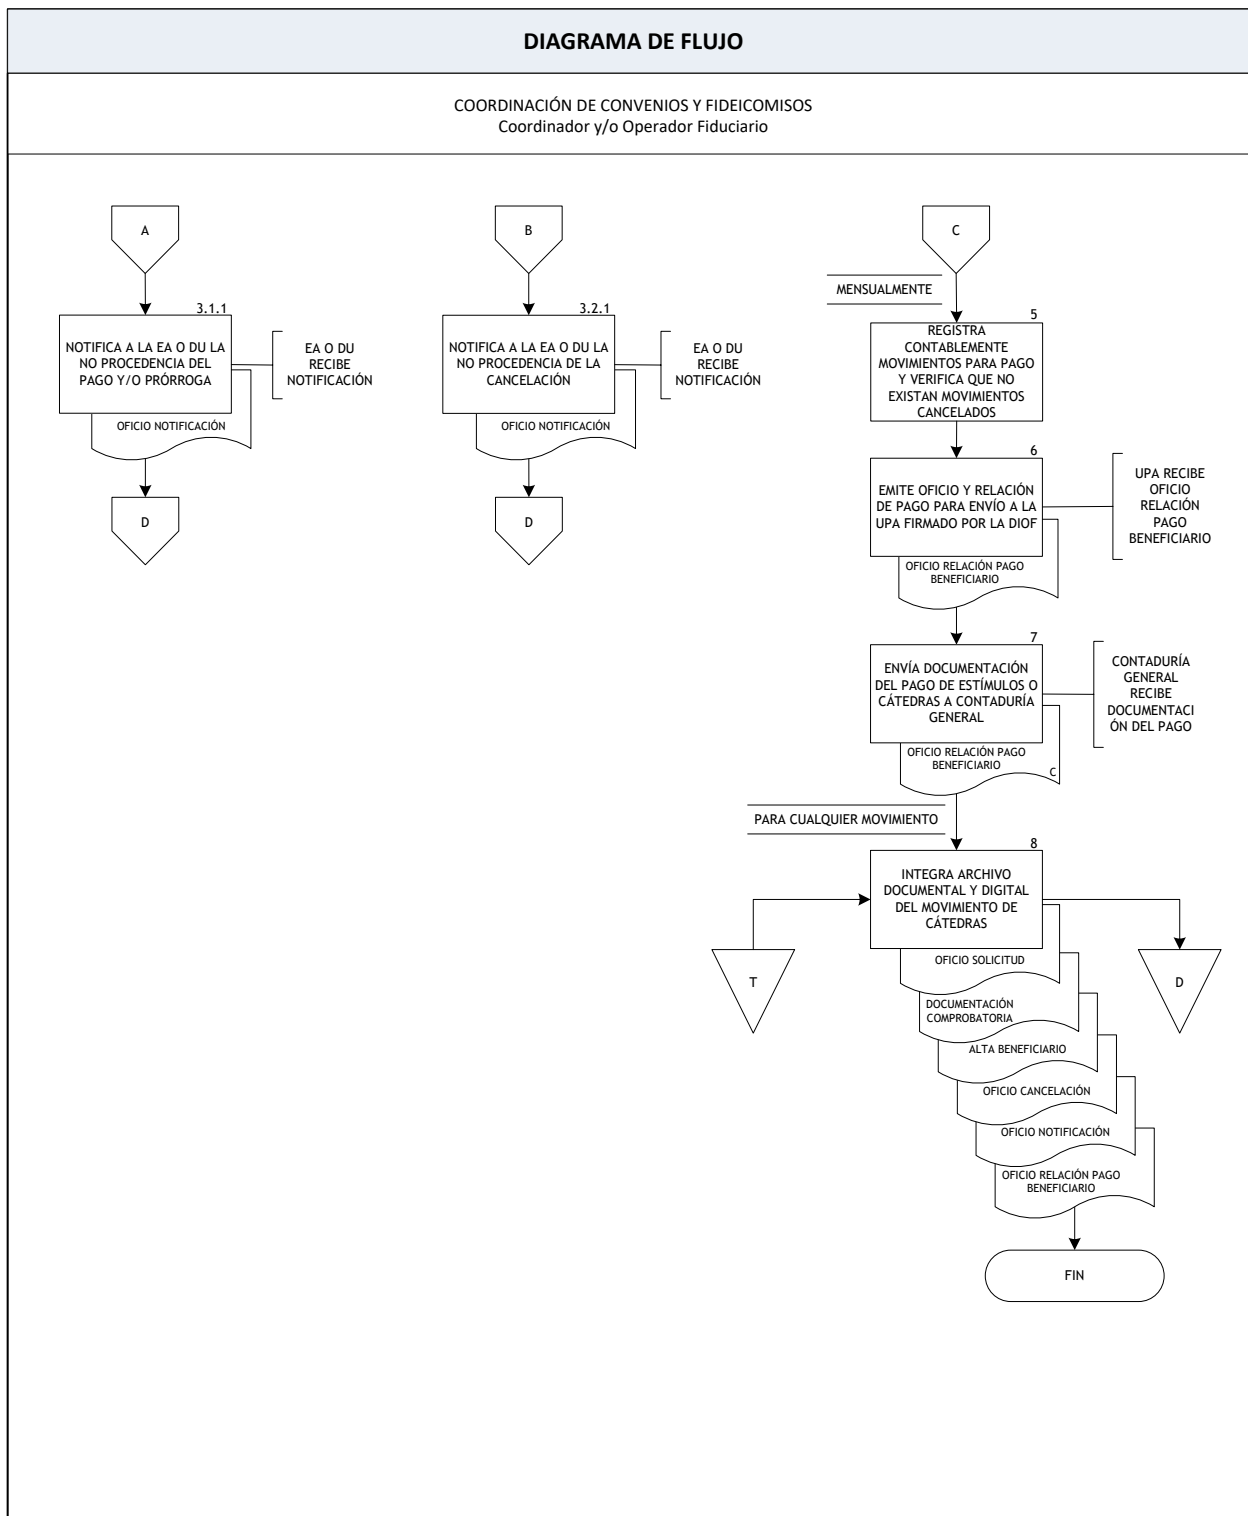 DIAGRAMA DE FLUJO
COORDINACIÓN DE CONVENIOS Y FIDEICOMISOS
Coordinador y/o Operador Fiduciario
A
3.1.1
NOTIFICA A LA EA O DU LA
NO PROCEDENCIA DEL
PAGO Y/O PRÓRROGA
EA O DU
RECIBE
NOTIFICACIÓN
OFICIO NOTIFICACIÓN
D
B
3.2.1
NOTIFICA A LA EA O DU LA
NO PROCEDENCIA DE LA
CANCELACIÓN
EA O DU
RECIBE
NOTIFICACIÓN
OFICIO NOTIFICACIÓN
D
C
MENSUALMENTE
5
REGISTRA
CONTABLEMENTE
MOVIMIENTOS PARA PAGO
Y VERIFICA QUE NO
EXISTAN MOVIMIENTOS
CANCELADOS
6
EMITE OFICIO Y RELACIÓN
DE PAGO PARA ENVÍO A LA
UPA FIRMADO POR LA DIOF
UPA RECIBE
OFICIO
RELACIÓN
PAGO
BENEFICIARIO
OFICIO RELACIÓN PAGO
BENEFICIARIO
7
ENVÍA DOCUMENTACIÓN
DEL PAGO DE ESTÍMULOS O
CÁTEDRAS A CONTADURÍA
GENERAL
CONTADURÍA
GENERAL
RECIBE
DOCUMENTACI
ÓN DEL PAGO
OFICIO RELACIÓN PAGO
BENEFICIARIO
C
PARA CUALQUIER MOVIMIENTO
8
INTEGRA ARCHIVO
DOCUMENTAL Y DIGITAL
DEL MOVIMIENTO DE
CÁTEDRAS
T
D
OFICIO SOLICITUD
DOCUMENTACIÓN
COMPROBATORIA
ALTA BENEFICIARIO
OFICIO CANCELACIÓN
OFICIO NOTIFICACIÓN
OFICIO RELACIÓN PAGO
BENEFICIARIO
FIN